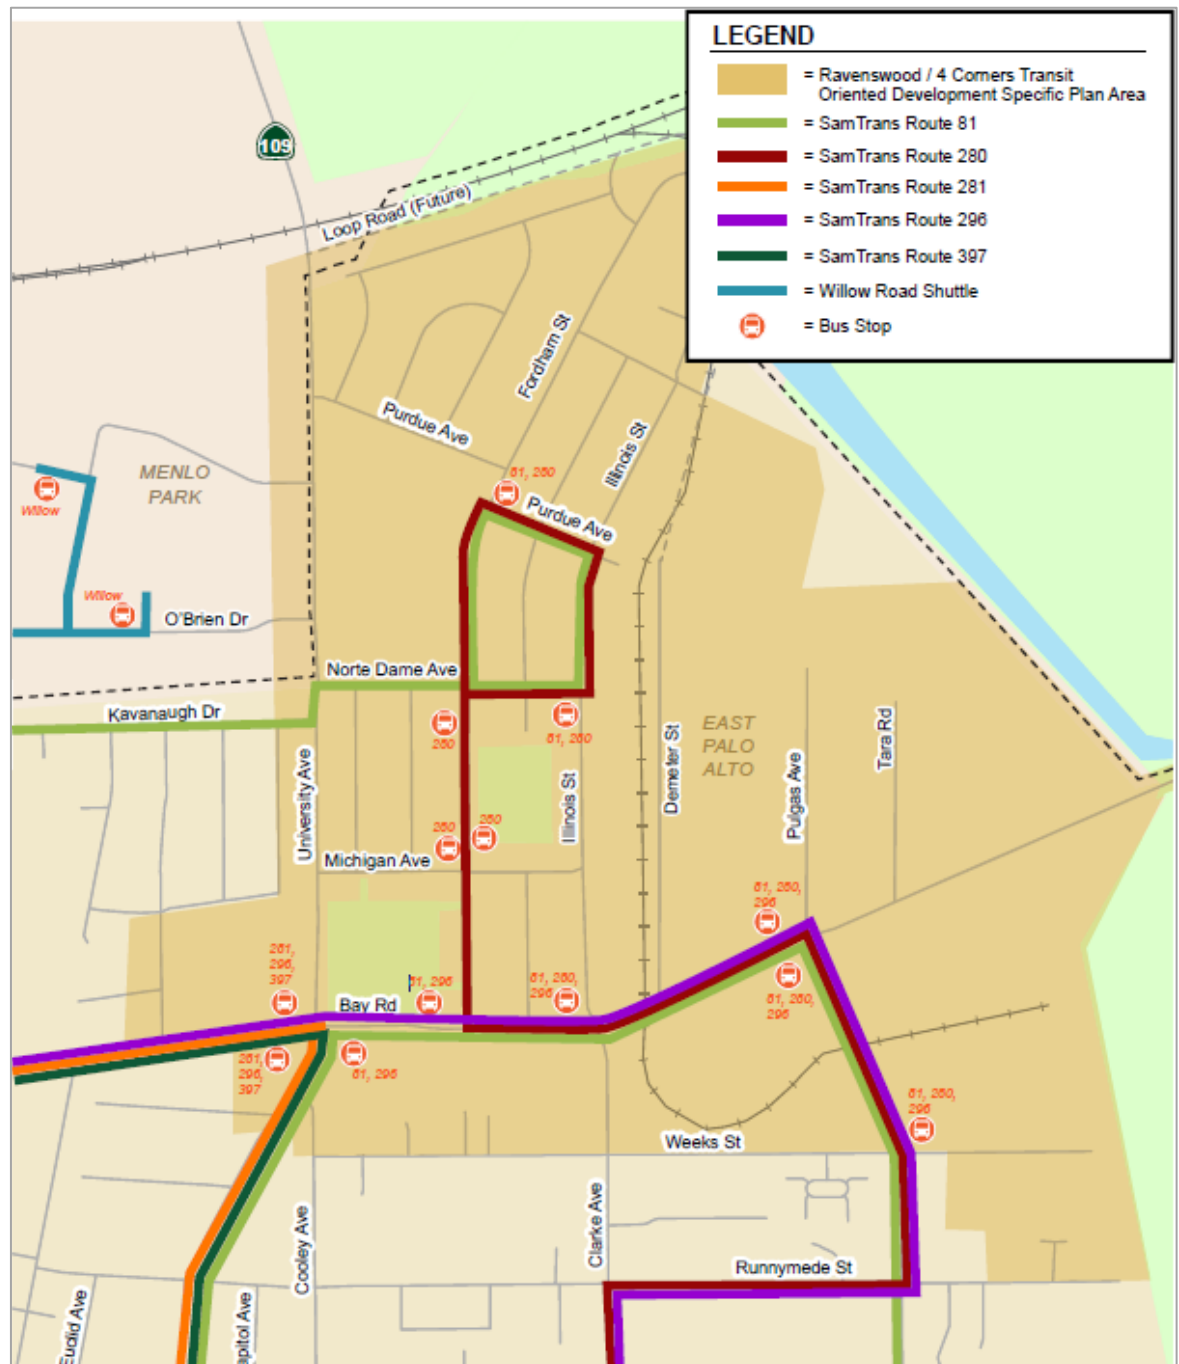 LEGEND
= Ravenswood / 4 Corners Transit
Oriented Development Specific Plan Area
= SamTrans Route 81
= SamTrans Route 280
= SamTrans Route 281
= SamTrans Route 296
= SamTrans Route 397
= Willow Road Shuttle
= Bus Stop
109
Loop Road (Future)
Fordham St
Purdue Ave
Illinois St
MENLO
PARK
81, 280
Purdue Ave
Willow
Willow
O'Brien Dr
Norte Dame Ave
Kavanaugh Dr
280
81, 280
EAST
PALO
ALTO
Demeter St
Tara Rd
Pulgas Ave
University Ave
Illinois St
280
280
Michigan Ave
81, 280,
296
281,
296,
397
81, 296
81, 280,
296
81, 280,
296
Bay Rd
281,
296,
397
81, 296
81, 280,
296
Weeks St
Cooley Ave
Clarke Ave
Runnymede St
Euclid Ave
apitol Ave